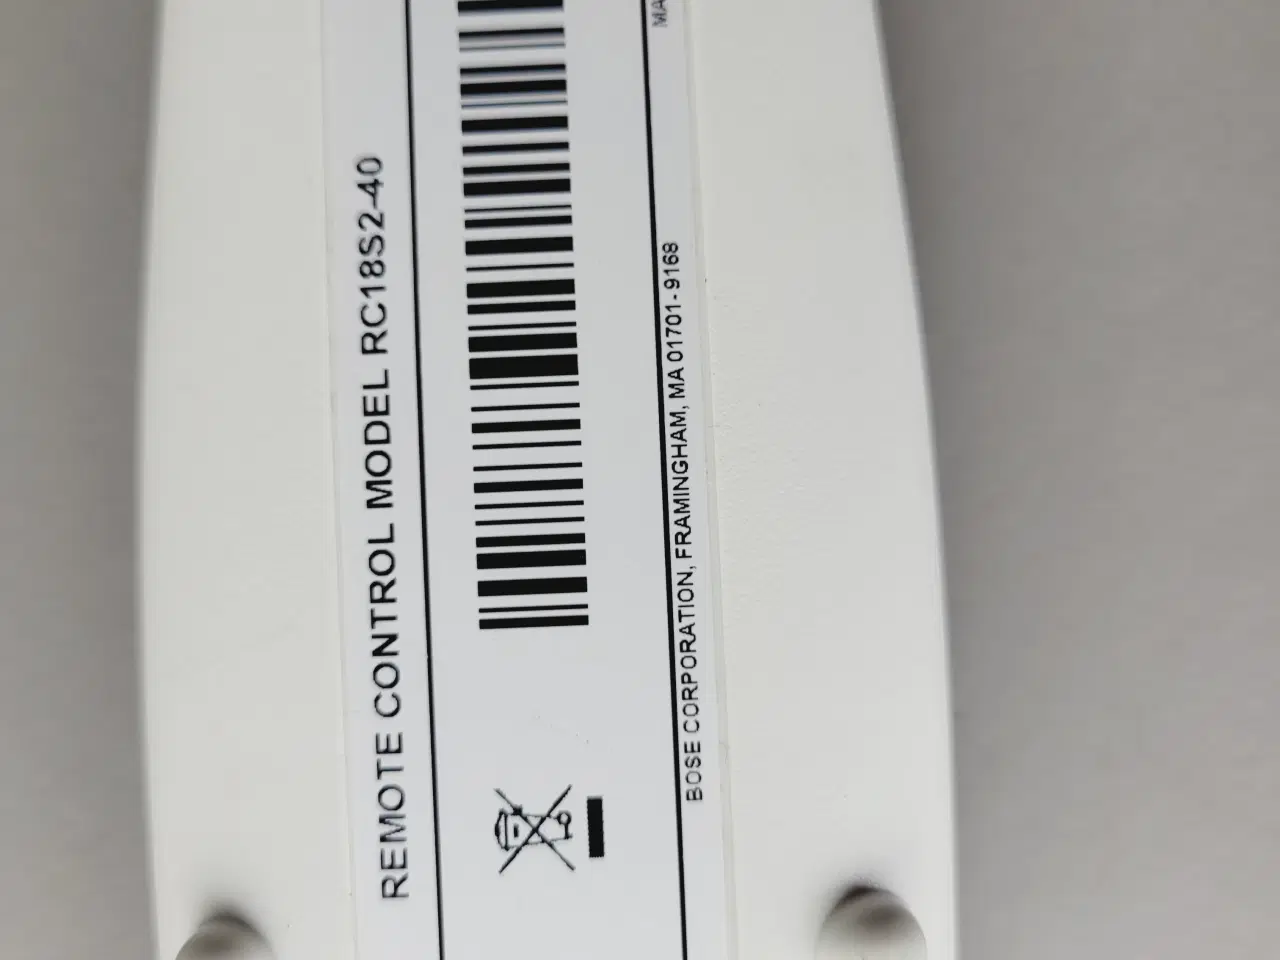 REMOTE CONTROL MODEL RC18S2-40
BOSE CORPORATION, FRAMINGHAM, MA 01701-9168